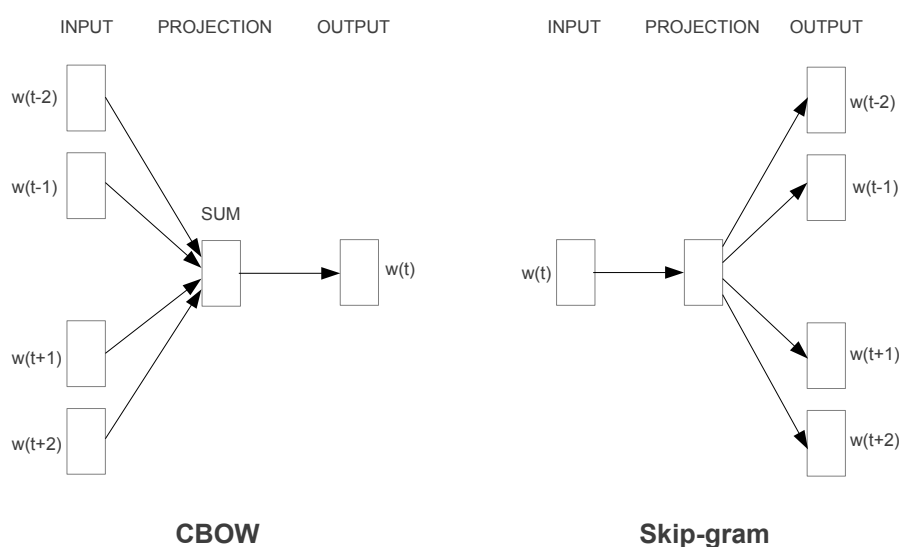 INPUT PROJECTION OUTPUT
w(t-2)
w(t-1)
SUM
w(t)
w(t+1)
w(t+2)
CBOW
INPUT PROJECTION OUTPUT
w(t-2)
w(t-1)
w(t)
w(t+1)
w(t+2)
Skip-gram